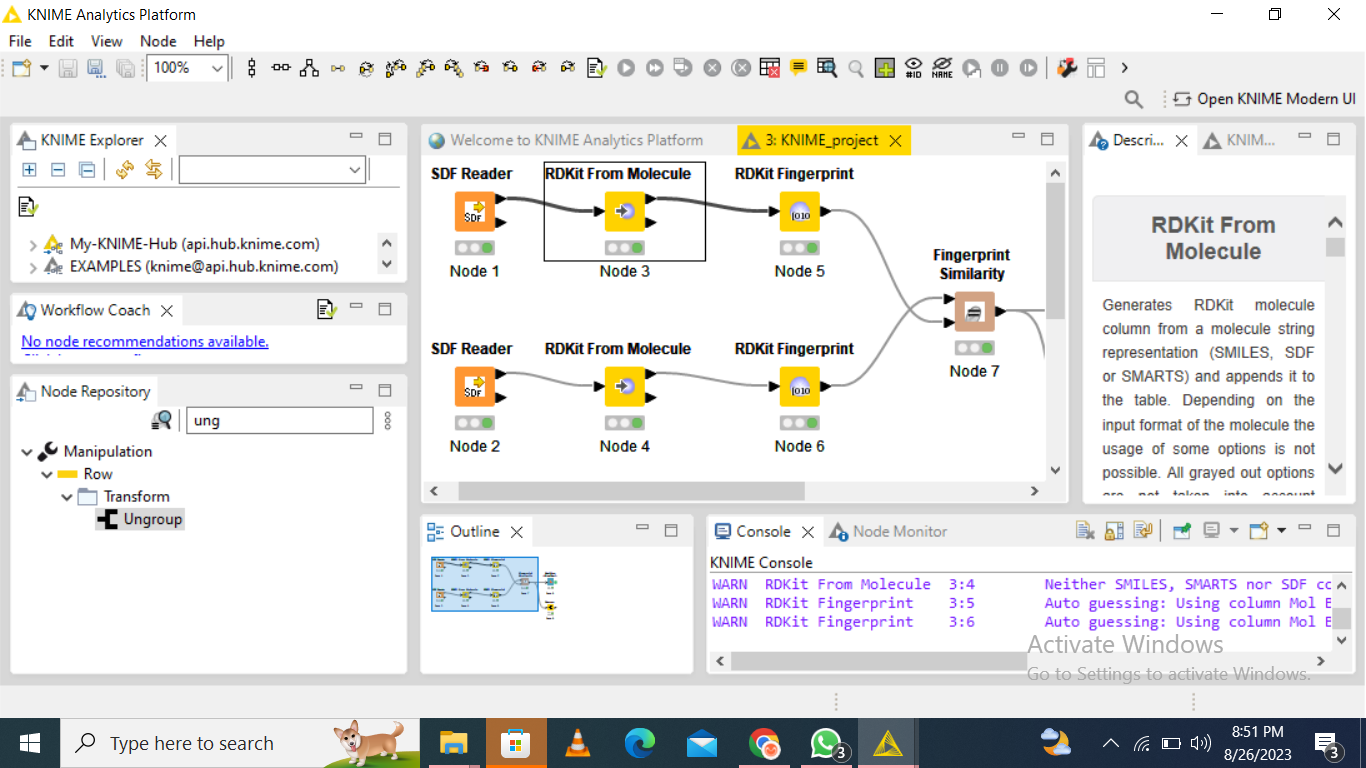 KNIME Analytics Platform
File Edit View Node Help
100%
#ID
NAME
Open KNIME Modern UI
KNIME Explorer
My-KNIME-Hub (api.hub.knime.com)
EXAMPLES (knime@api.hub.knime.com)
Workflow Coach
No node recommendations available.
Node Repository
ung
Manipulation
Row
Transform
Ungroup
Welcome to KNIME Analytics Platform
3: KNIME_project
SDF Reader
RDKit From Molecule
RDKit Fingerprint
SDF
010
Node 1
Node 3
Node 5
Fingerprint
Similarity
Node 7
SDF Reader
RDKit From Molecule
RDKit Fingerprint
SDF
010
Node 2
Node 4
Node 6
Descri...
KNIM...
RDKit From
Molecule
Generates RDKit molecule
column from a molecule string
representation (SMILES, SDF
or SMARTS) and appends it to
the table. Depending on the
input format of the molecule the
usage of some options is not
possible. All grayed out options
are not taken into account
Outline
Console
Node Monitor
KNIME Console
WARN RDKit From Molecule 3:4 Neither SMILES, SMARTS nor SDF co
WARN RDKit Fingerprint 3:5 Auto guessing: Using column Mol B
WARN RDKit Fingerprint 3:6 Auto guessing: Using column Mol B
Activate Windows
Go to Settings to activate Windows.
Type here to search
3
8:51 PM
8/26/2023
3